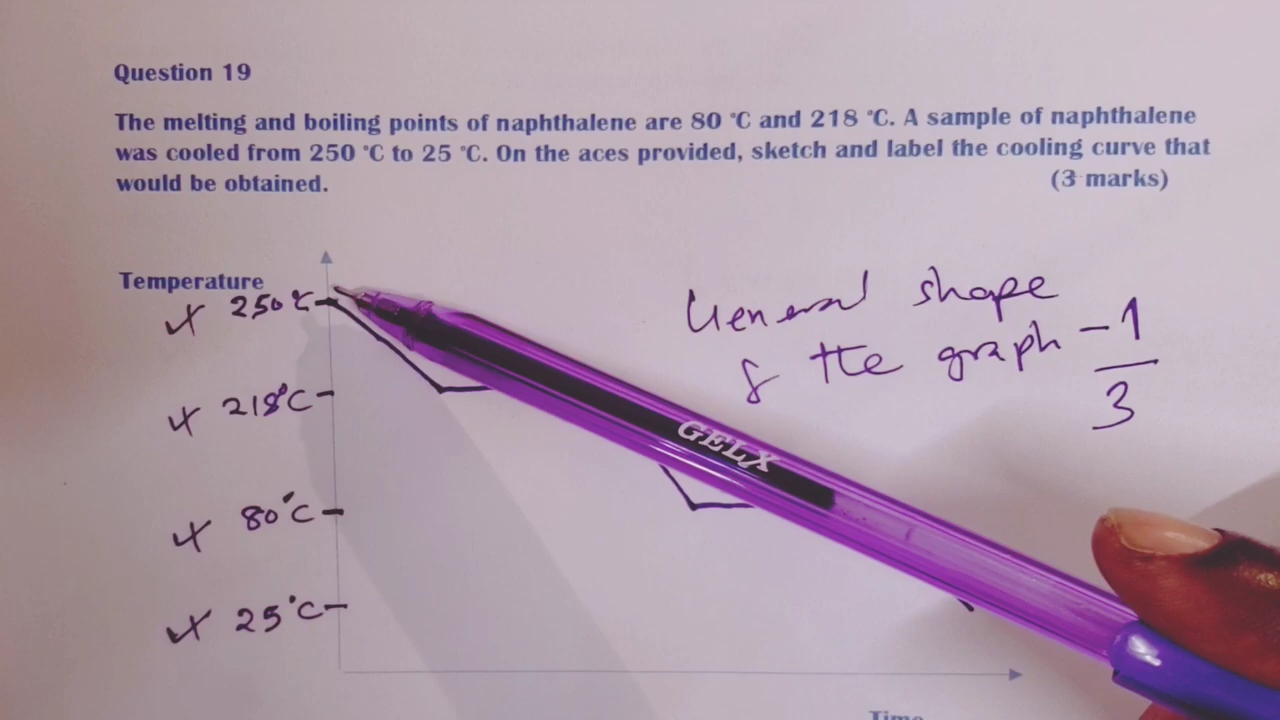 Question 19
The melting and boiling points of naphthalene are 80 °C and 218 °C. A sample of naphthalene
was cooled from 250 °C to 25 °C. On the aces provided, sketch and label the cooling curve that
would be obtained. (3 marks)
Temperature
250°C
218°C
80°C
25°C
General shape
of the graph - 1
3
GELX
Time